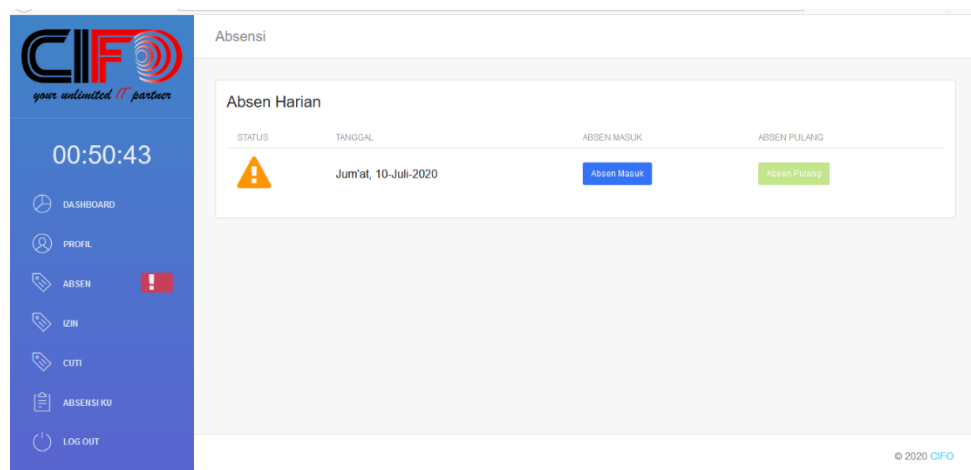 CIFO
your unlimited IT partner
00:50:43
DASHBOARD
PROFIL
ABSEN
IZIN
CUTI
ABSENSI KU
LOG OUT
Absensi
Absen Harian
STATUS TANGGAL ABSEN MASUK ABSEN PULANG
Jum'at, 10-Juli-2020 Absen Masuk Absen Pulang
© 2020 CIFO